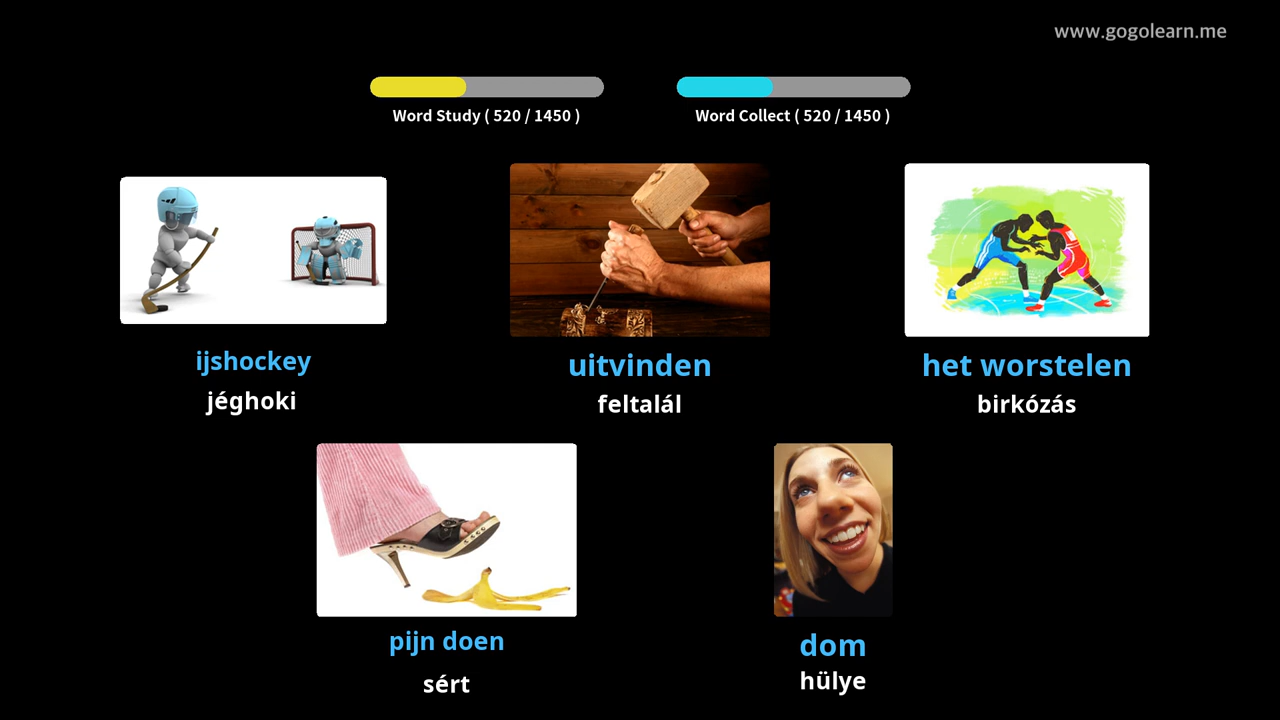 www.gogolearn.me
Word Study ( 520 / 1450 )
Word Collect ( 520 / 1450 )
ijshockey
jéghoki
uitvinden
feltalál
het worstelen
birkózás
pijn doen
sért
dom
hülye